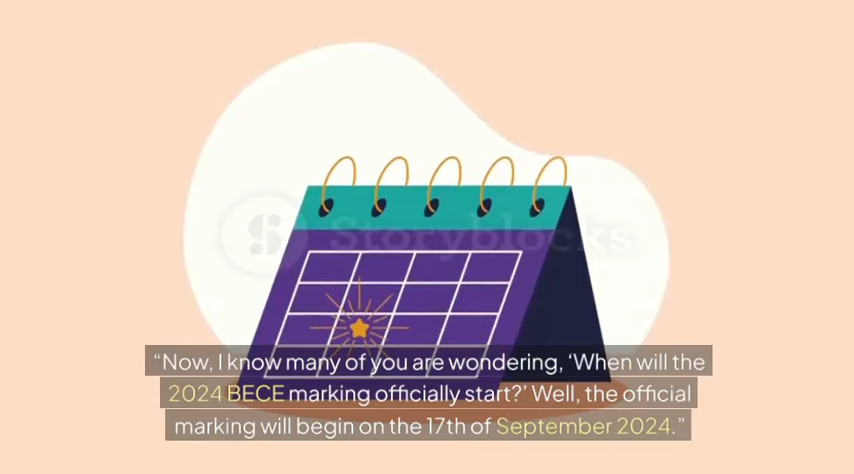 Storyblocks
“Now, I know many of you are wondering, ‘When will the
2024 BECE marking officially start?’ Well, the official
marking will begin on the 17th of September 2024.”